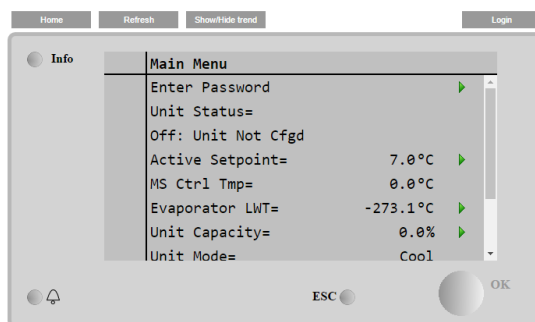 Home Refresh Show/Hide trend Login
Info
Main Menu
Enter Password
Unit Status=
Off: Unit Not Cfgd
Active Setpoint= 7.0°C
MS Ctrl Tmp= 0.0°C
Evaporator LWT= -273.1°C
Unit Capacity= 0.0%
Unit Mode= Cool
ESC OK